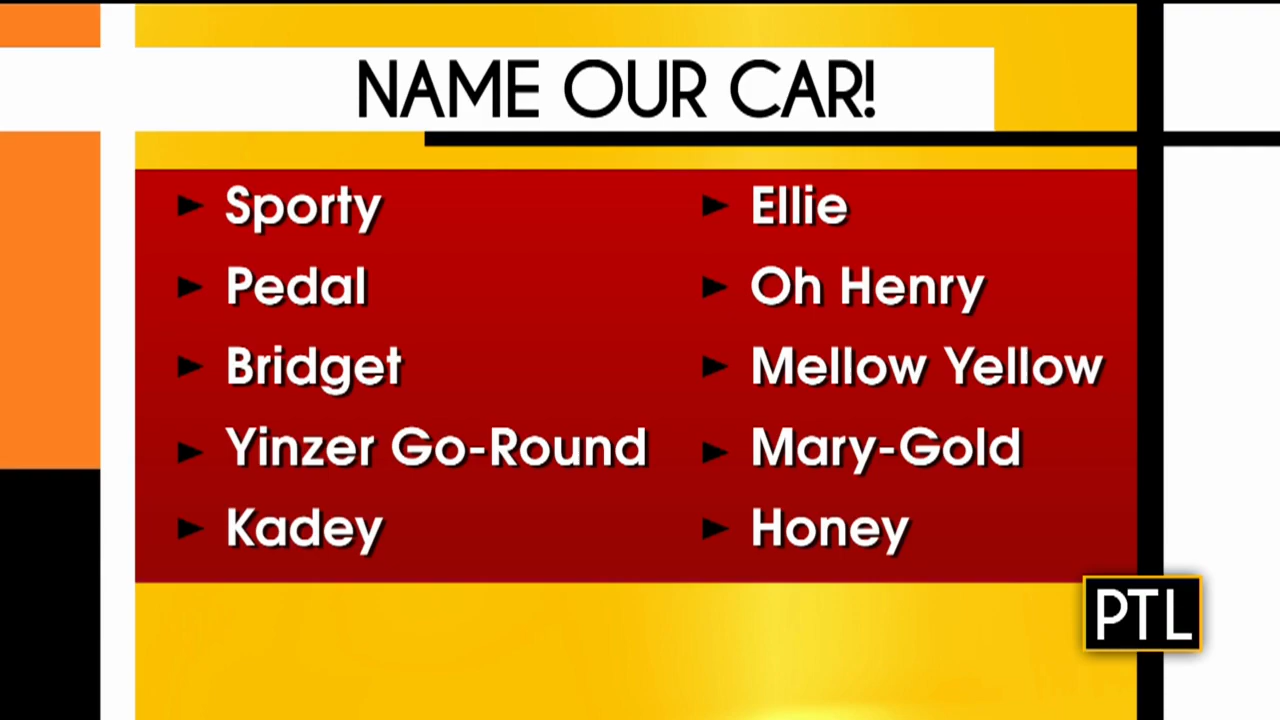 NAME OUR CAR!
Sporty
Pedal
Bridget
Yinzer Go-Round
Kadey
Ellie
Oh Henry
Mellow Yellow
Mary-Gold
Honey
PTL